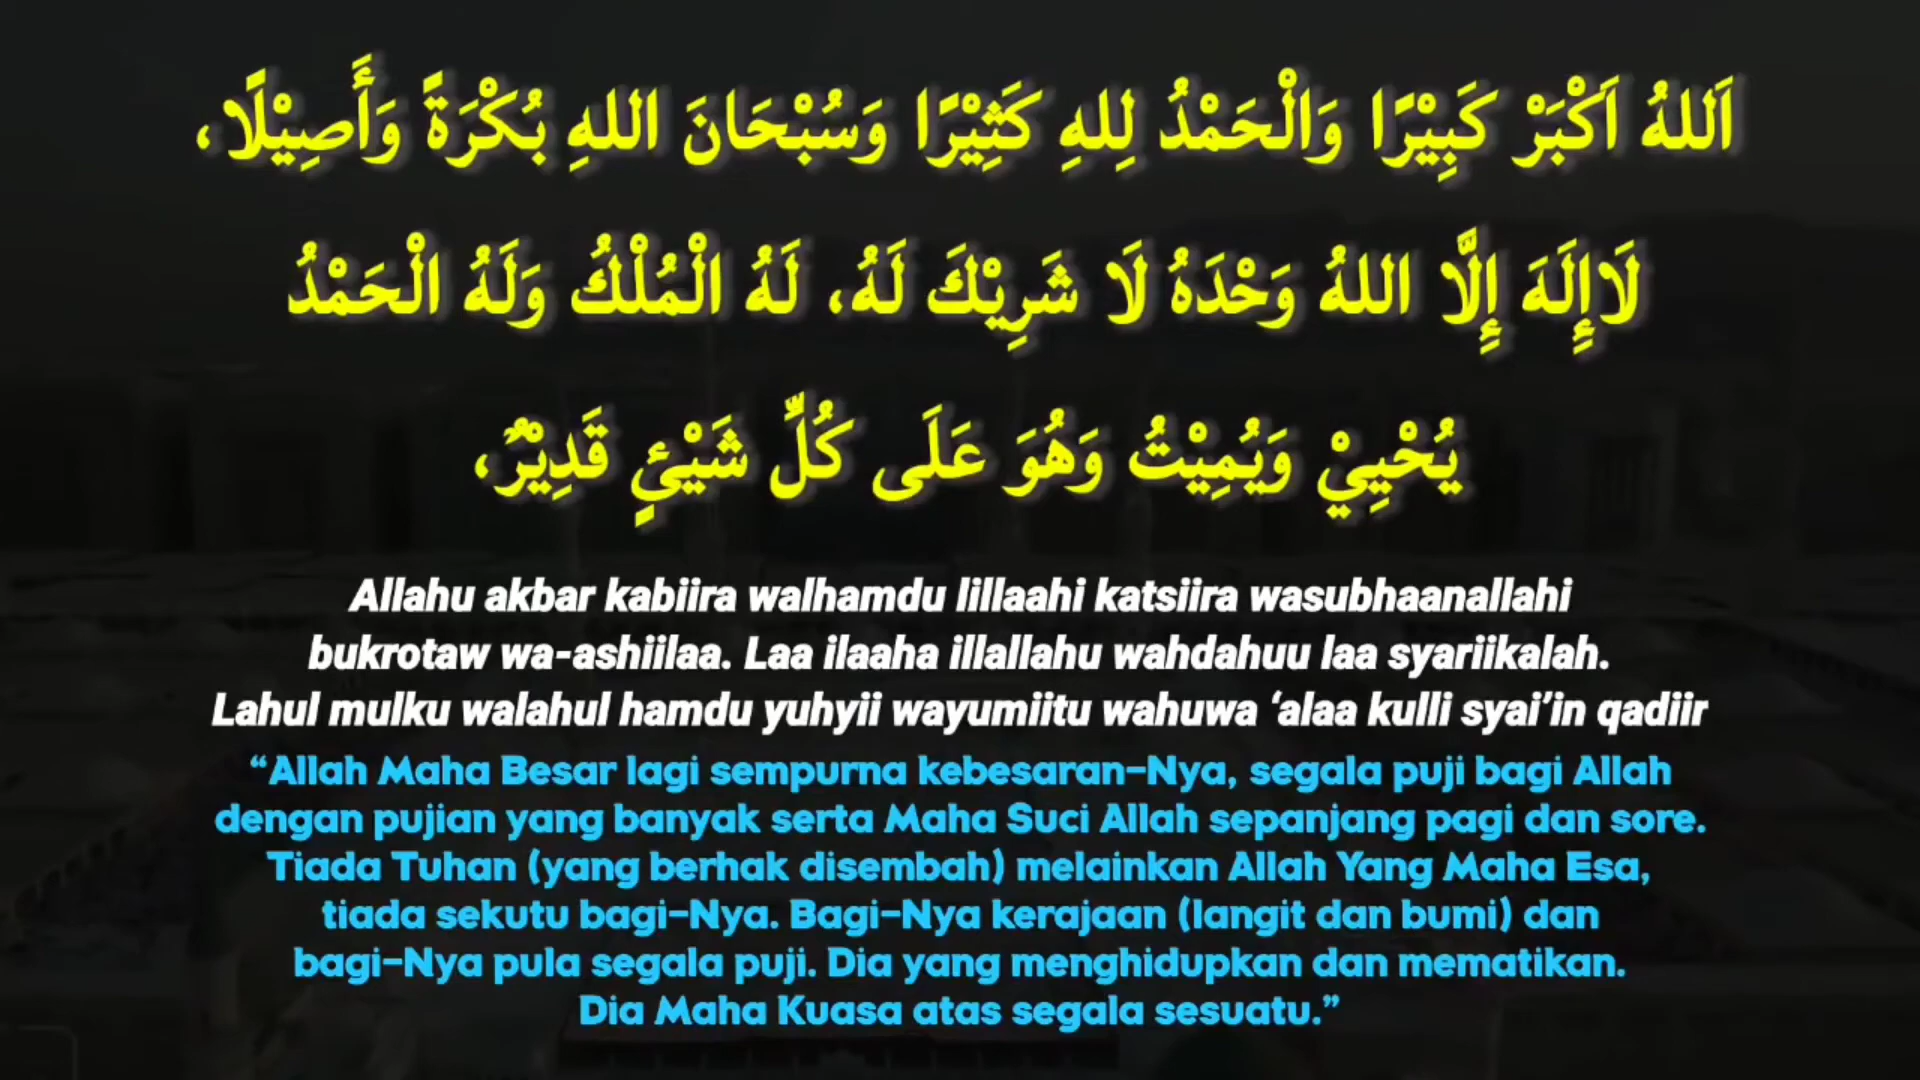 اَللهُ اَكْبَرْ كَبِيْرًا وَالْحَمْدُ لِلهِ كَثِيْرًا وَسُبْحَانَ اللهِ بُكْرَةً وَأَصِيْلًا،
لَاإِلَهَ إِلَّا اللهُ وَحْدَهُ لَا شَرِيْكَ لَهُ، لَهُ الْمُلْكُ وَلَهُ الْحَمْدُ
يُحْيِيْ وَيُمِيْتُ وَهُوَ عَلَى كُلِّ شَيْئٍ قَدِيْرٌ،
Allahu akbar kabiira walhamdu lillaahi katsiira wasubhaanallahi
bukrotaw wa-ashiilaa. Laa ilaaha illallahu wahdahuu laa syariikalah.
Lahul mulku walahul hamdu yuhyii wayumiitu wahuwa ‘alaa kulli syai’in qadiir
“Allah Maha Besar lagi sempurna kebesaran-Nya, segala puji bagi Allah
dengan pujian yang banyak serta Maha Suci Allah sepanjang pagi dan sore.
Tiada Tuhan (yang berhak disembah) melainkan Allah Yang Maha Esa,
tiada sekutu bagi-Nya. Bagi-Nya kerajaan (langit dan bumi) dan
bagi-Nya pula segala puji. Dia yang menghidupkan dan mematikan.
Dia Maha Kuasa atas segala sesuatu.”